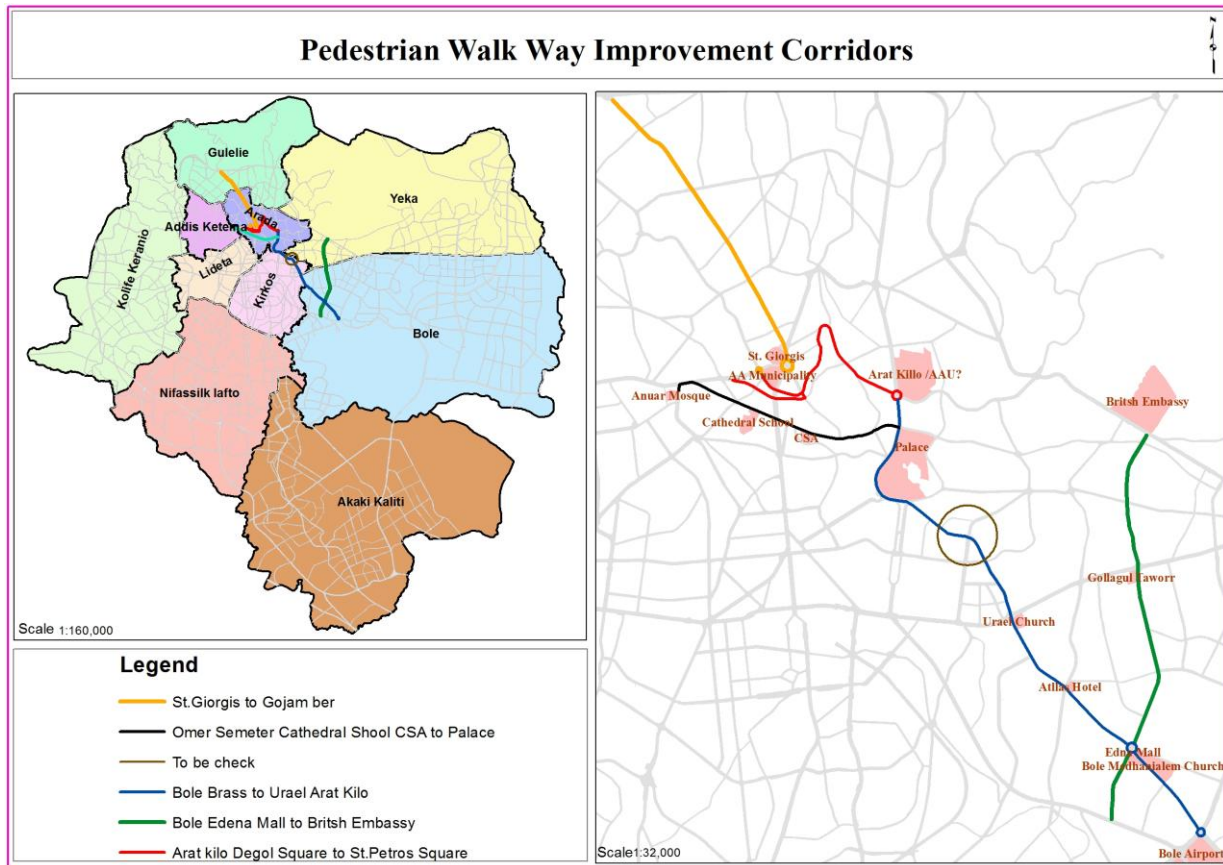 Pedestrian Walk Way Improvement Corridors
N
Gulelie
Yeka
Arada
Addis Ketema
Kolife Keranio
Lideta
Kirkos
Bole
Nifassilk lafto
Akaki Kaliti
Scale 1:160,000
Legend
St.Giorgis to Gojam ber
Omer Semeter Cathedral Shool CSA to Palace
To be check
Bole Brass to Urael Arat Kilo
Bole Edena Mall to Britsh Embassy
Arat kilo Degol Square to St.Petros Square
St. Giorgis
AA Municipality
Arat Killo /AAU?
Anuar Mosque
Britsh Embassy
Cathedral School
CSA
Palace
Gollagul Taworr
Urael Church
Atllas Hotel
Edna Mall
Bole Medhanialem Church
Bole Airport
Scale1:32,000